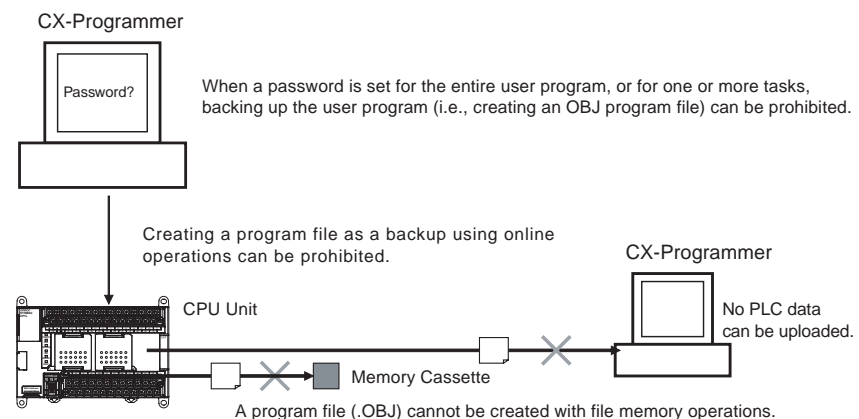 CX-Programmer
Password?
When a password is set for the entire user program, or for one or more tasks,
backing up the user program (i.e., creating an OBJ program file) can be prohibited.
Creating a program file as a backup using online
operations can be prohibited.
CX-Programmer
CPU Unit
No PLC data
can be uploaded.
Memory Cassette
A program file (.OBJ) cannot be created with file memory operations.